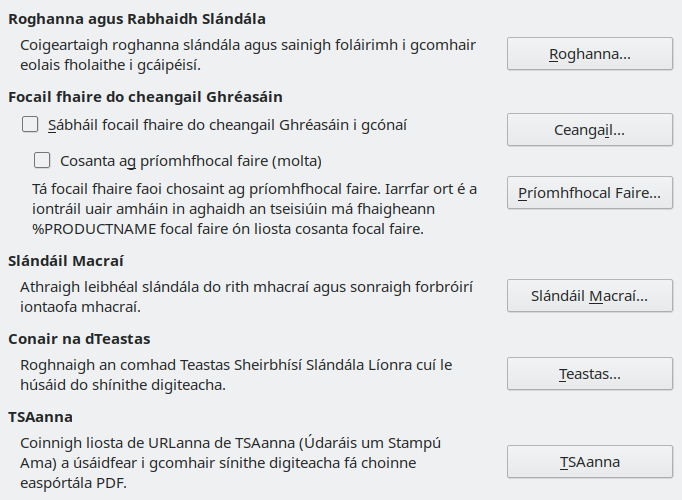 Roghanna agus Rabhaidh Slándála
Coigeartaigh roghanna slándála agus sainigh foláirimh i gcomhair
eolais fholaithe i gcáipéisí.
Roghanna...
Focail fhaire do cheangail Ghréasáin
Sábháil focail fhaire do cheangail Ghréasáin i gcónaí
Ceangail...
Cosanta ag príomhfhocal faire (molta)
Tá focail fhaire faoi chosaint ag príomhfhocal faire. Iarrfar ort é a
iontráil uair amháin in aghaidh an tseisiúin má fhaigheann
%PRODUCTNAME focal faire ón liosta cosanta focal faire.
Príomhfhocal Faire...
Slándáil Macraí
Athraigh leibhéal slándála do rith mhacraí agus sonraigh forbróirí
iontaofa mhacraí.
Slándáil Macraí...
Conair na dTeastas
Roghnaigh an comhad Teastas Sheirbhísí Slándála Líonra cuí le
húsáid do shínithe digiteacha.
Teastas...
TSAanna
Coinnigh liosta de URLanna de TSAanna (Údaráis um Stampú
Ama) a úsáidfear i gcomhair sínithe digiteacha fá choinne
easpórtála PDF.
TSAanna